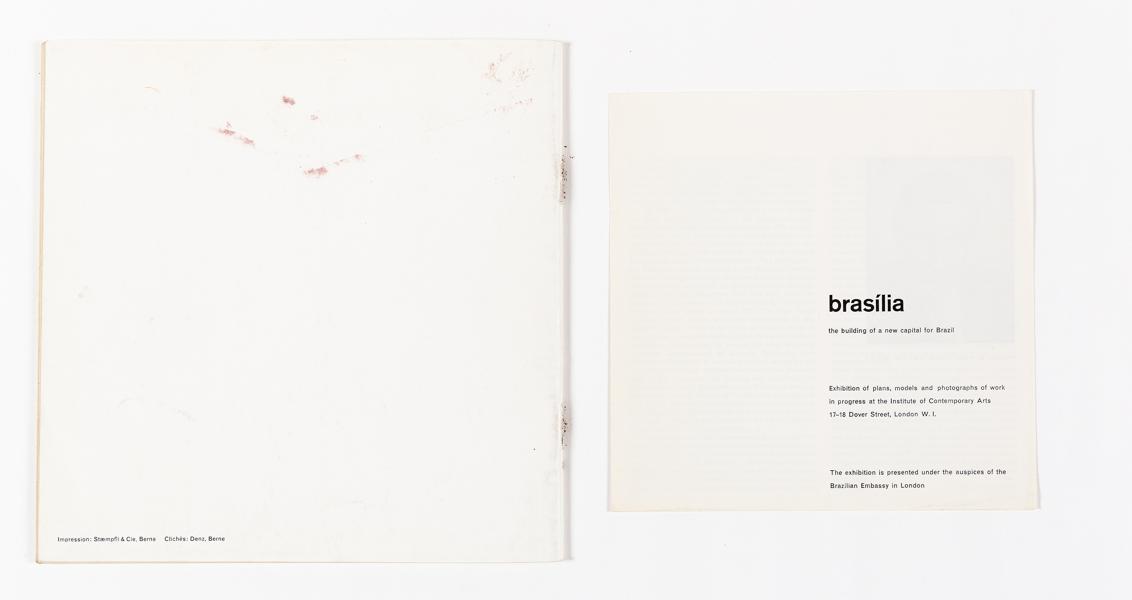 Impression: Stæmpfli & Cie, Berne    Clichés: Denz, Berne
brasília
the building of a new capital for Brazil
Exhibition of plans, models and photographs of work
in progress at the Institute of Contemporary Arts
17–18 Dover Street, London W. I.
The exhibition is presented under the auspices of the
Brazilian Embassy in London